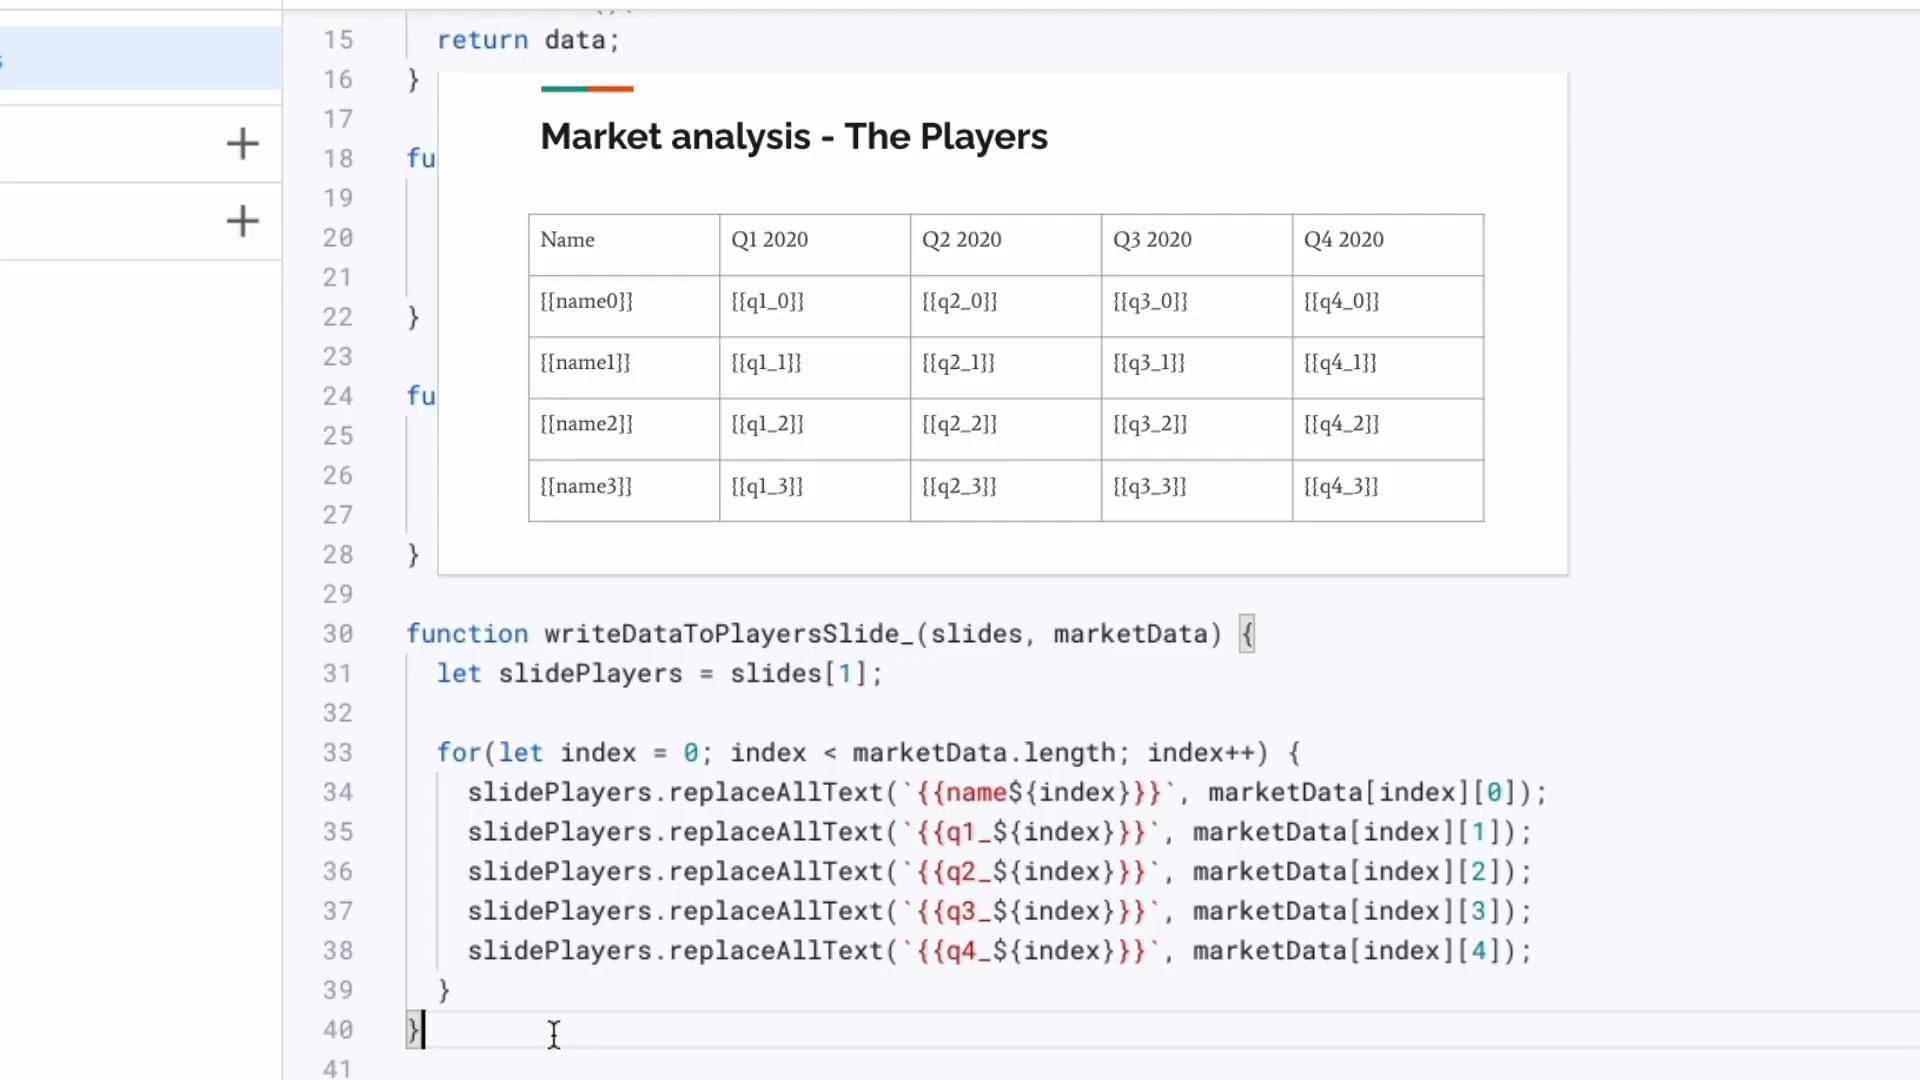 15 return data;
16 }
17
18 fu
19
20
21
22 }
23
24 fu
25
26
27
28 }
29
Market analysis - The Players
Name Q1 2020 Q2 2020 Q3 2020 Q4 2020
{{name0}} {{q1_0}} {{q2_0}} {{q3_0}} {{q4_0}}
{{name1}} {{q1_1}} {{q2_1}} {{q3_1}} {{q4_1}}
{{name2}} {{q1_2}} {{q2_2}} {{q3_2}} {{q4_2}}
{{name3}} {{q1_3}} {{q2_3}} {{q3_3}} {{q4_3}}
30 function writeDataToPlayersSlide_(slides, marketData) {
31 let slidePlayers = slides[1];
32
33 for(let index = 0; index < marketData.length; index++) {
34 slidePlayers.replaceAllText(`{{name${index}}}`, marketData[index][0]);
35 slidePlayers.replaceAllText(`{{q1_${index}}}`, marketData[index][1]);
36 slidePlayers.replaceAllText(`{{q2_${index}}}`, marketData[index][2]);
37 slidePlayers.replaceAllText(`{{q3_${index}}}`, marketData[index][3]);
38 slidePlayers.replaceAllText(`{{q4_${index}}}`, marketData[index][4]);
39 }
40 }
41